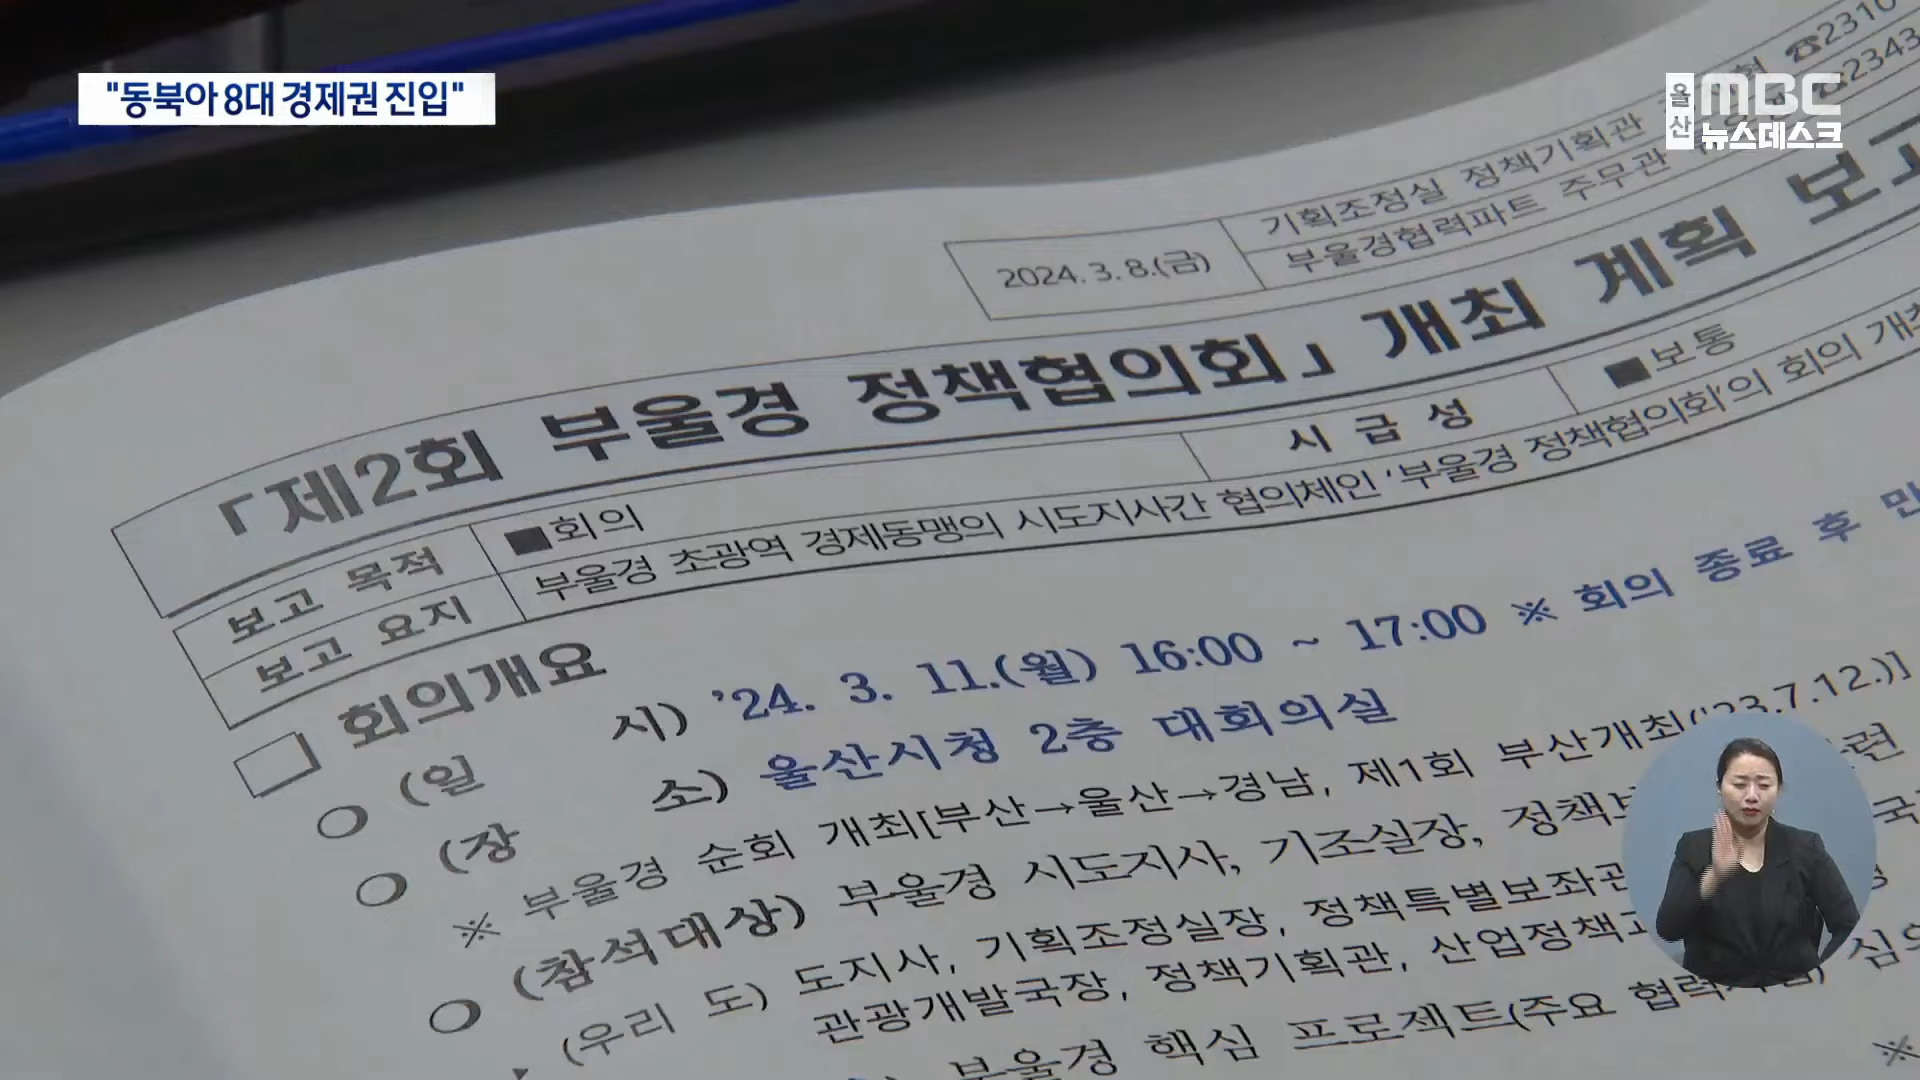 "동북아 8대 경제권 진입"
울산 MBC 뉴스데스크
2024. 3. 8.(금)
기획조정실 정책기획관
☎2310
부울경협력파트 주무관
☎2343
「제2회 부울경 정책협의회」 개최 계획 보고
보고 목적 ■회의 시 급 성 ■보통
보고 요지 부울경 초광역 경제동맹의 시도지사간 협의체인 '부울경 정책협의회'의 회의 개최
□ 회의개요
○ (일 시) '24. 3. 11.(월) 16:00 ~ 17:00 ※ 회의 종료 후
○ (장 소) 울산시청 2층 대회의실
※ 부울경 순회 개최[부산→울산→경남, 제1회 부산개최('23.7.12.)]
○ (참석대상) 부울경 시도지사, 기조실장,
(우리 도) 도지사, 기획조정실장, 정책특별보좌관
관광개발국장, 정책기획관,
부울경 핵심 프로젝트(주요
※